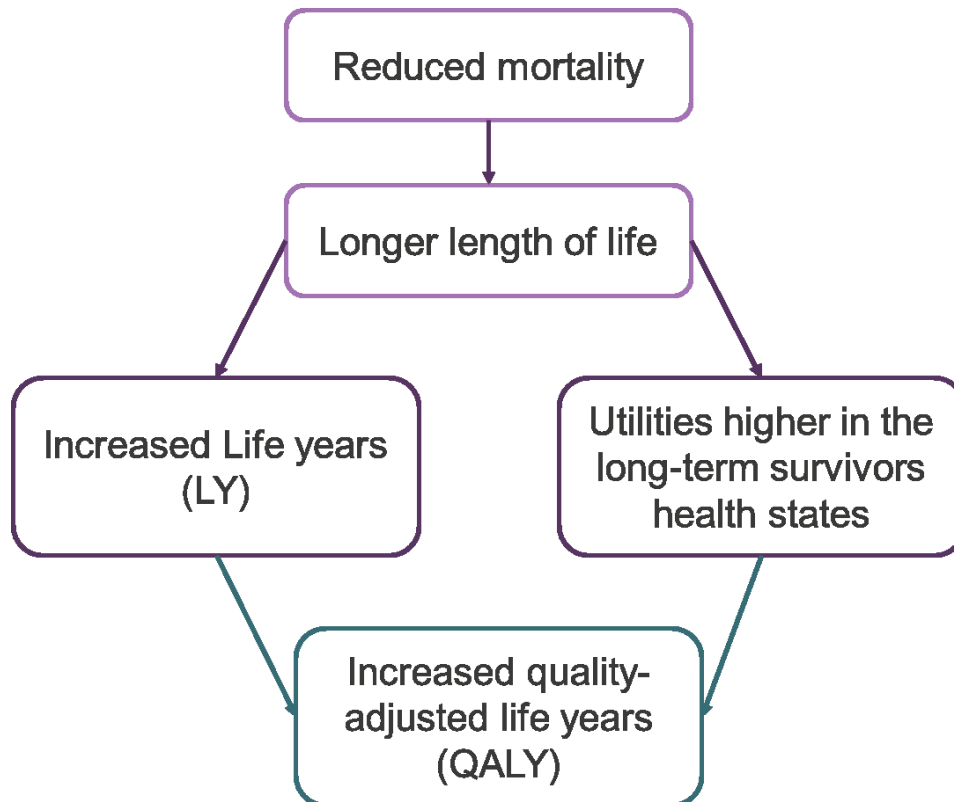 Reduced mortality
Longer length of life
Increased Life years
(LY)
Utilities higher in the
long-term survivors
health states
Increased quality-
adjusted life years
(QALY)